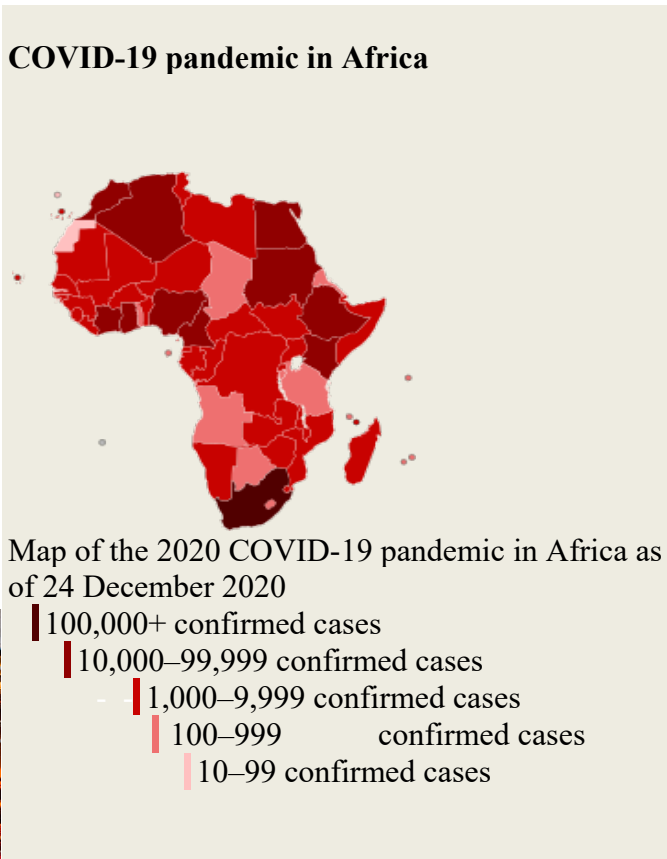 COVID-19 pandemic in Africa
Map of the 2020 COVID-19 pandemic in Africa as
of 24 December 2020
100,000+ confirmed cases
10,000–99,999 confirmed cases
1,000–9,999 confirmed cases
100–999 confirmed cases
10–99 confirmed cases